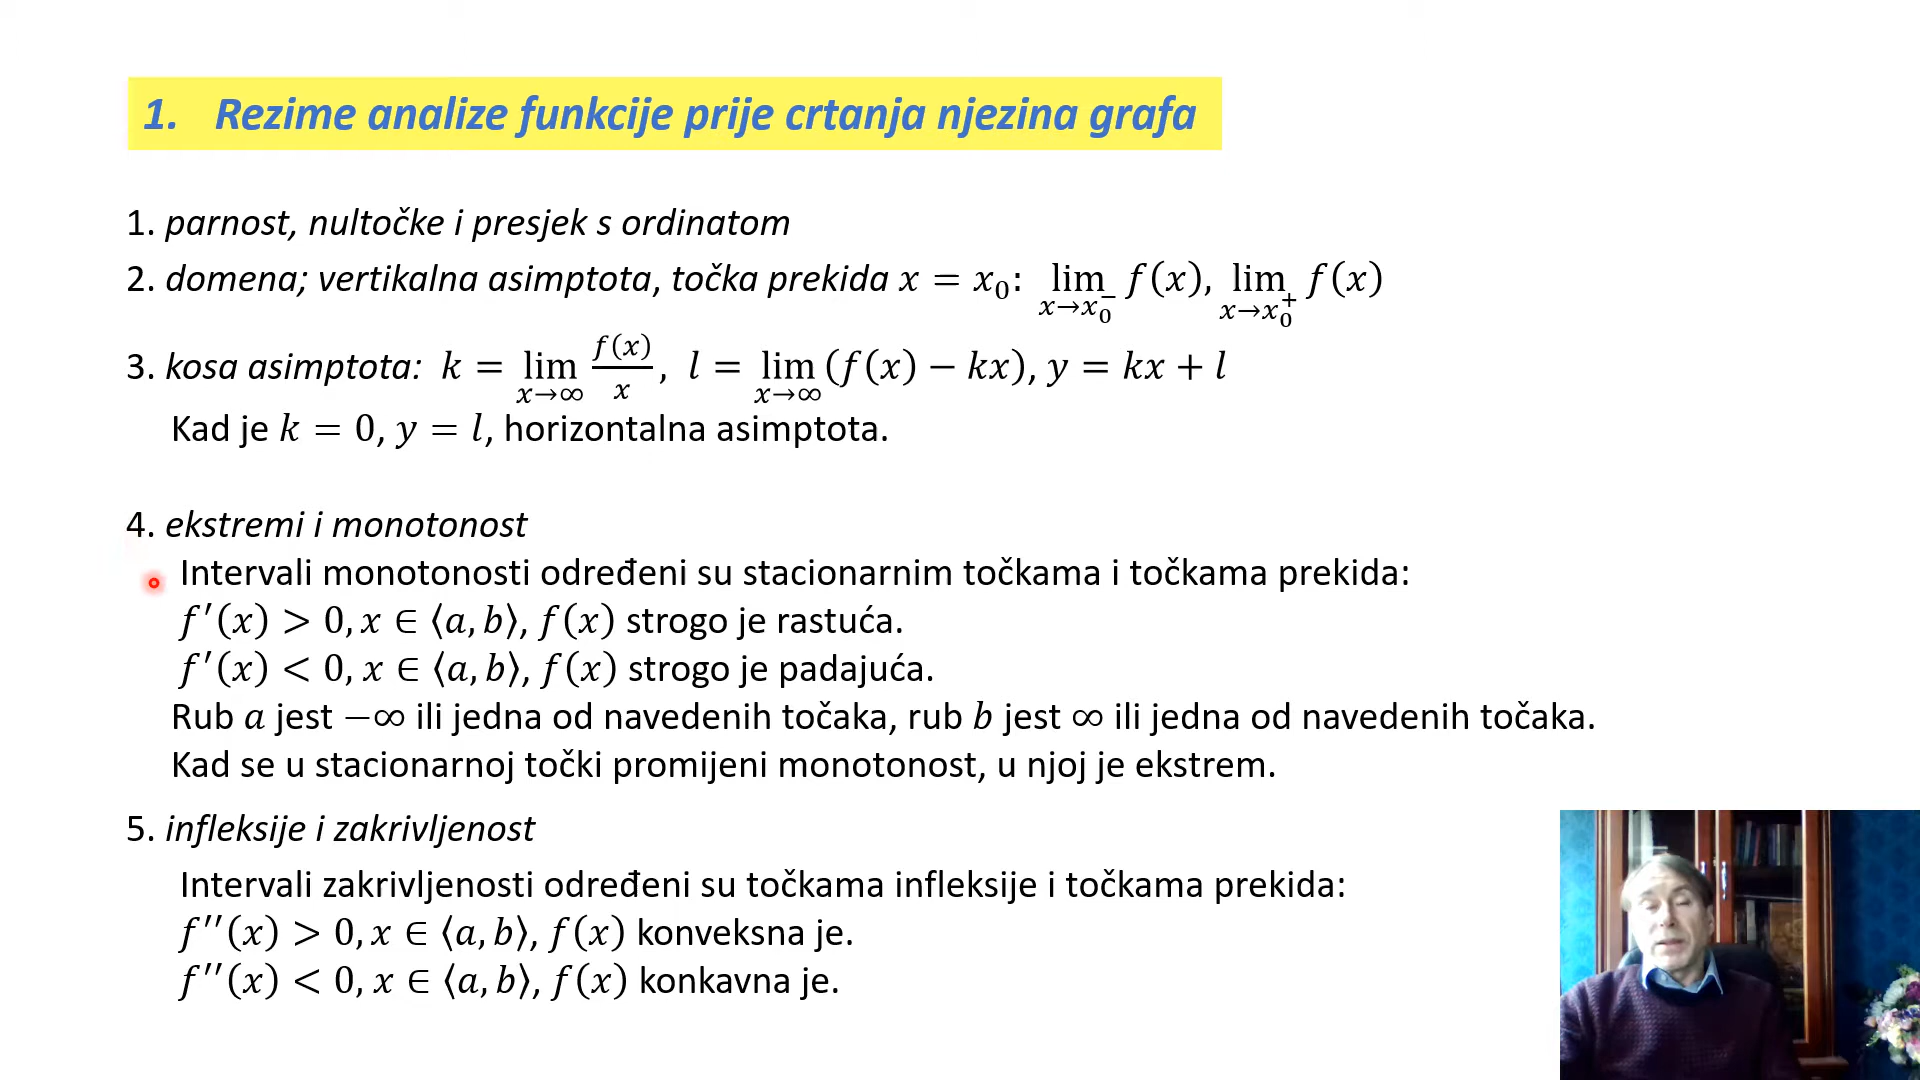 1. Rezime analize funkcije prije crtanja njezina grafa
1. parnost, nultočke i presjek s ordinatom
2. domena; vertikalna asimptota, točka prekida x = x₀: lim_{x→x₀⁻} f(x), lim_{x→x₀⁺} f(x)
3. kosa asimptota: k = lim_{x→∞} f(x)/x, l = lim_{x→∞} (f(x) − kx), y = kx + l
Kad je k = 0, y = l, horizontalna asimptota.
4. ekstremi i monotonost
Intervali monotonosti određeni su stacionarnim točkama i točkama prekida:
f′(x) > 0, x ∈ ⟨a, b⟩, f(x) strogo je rastuća.
f′(x) < 0, x ∈ ⟨a, b⟩, f(x) strogo je padajuća.
Rub a jest −∞ ili jedna od navedenih točaka, rub b jest ∞ ili jedna od navedenih točaka.
Kad se u stacionarnoj točki promijeni monotonost, u njoj je ekstrem.
5. infleksije i zakrivljenost
Intervali zakrivljenosti određeni su točkama infleksije i točkama prekida:
f′′(x) > 0, x ∈ ⟨a, b⟩, f(x) konveksna je.
f′′(x) < 0, x ∈ ⟨a, b⟩, f(x) konkavna je.